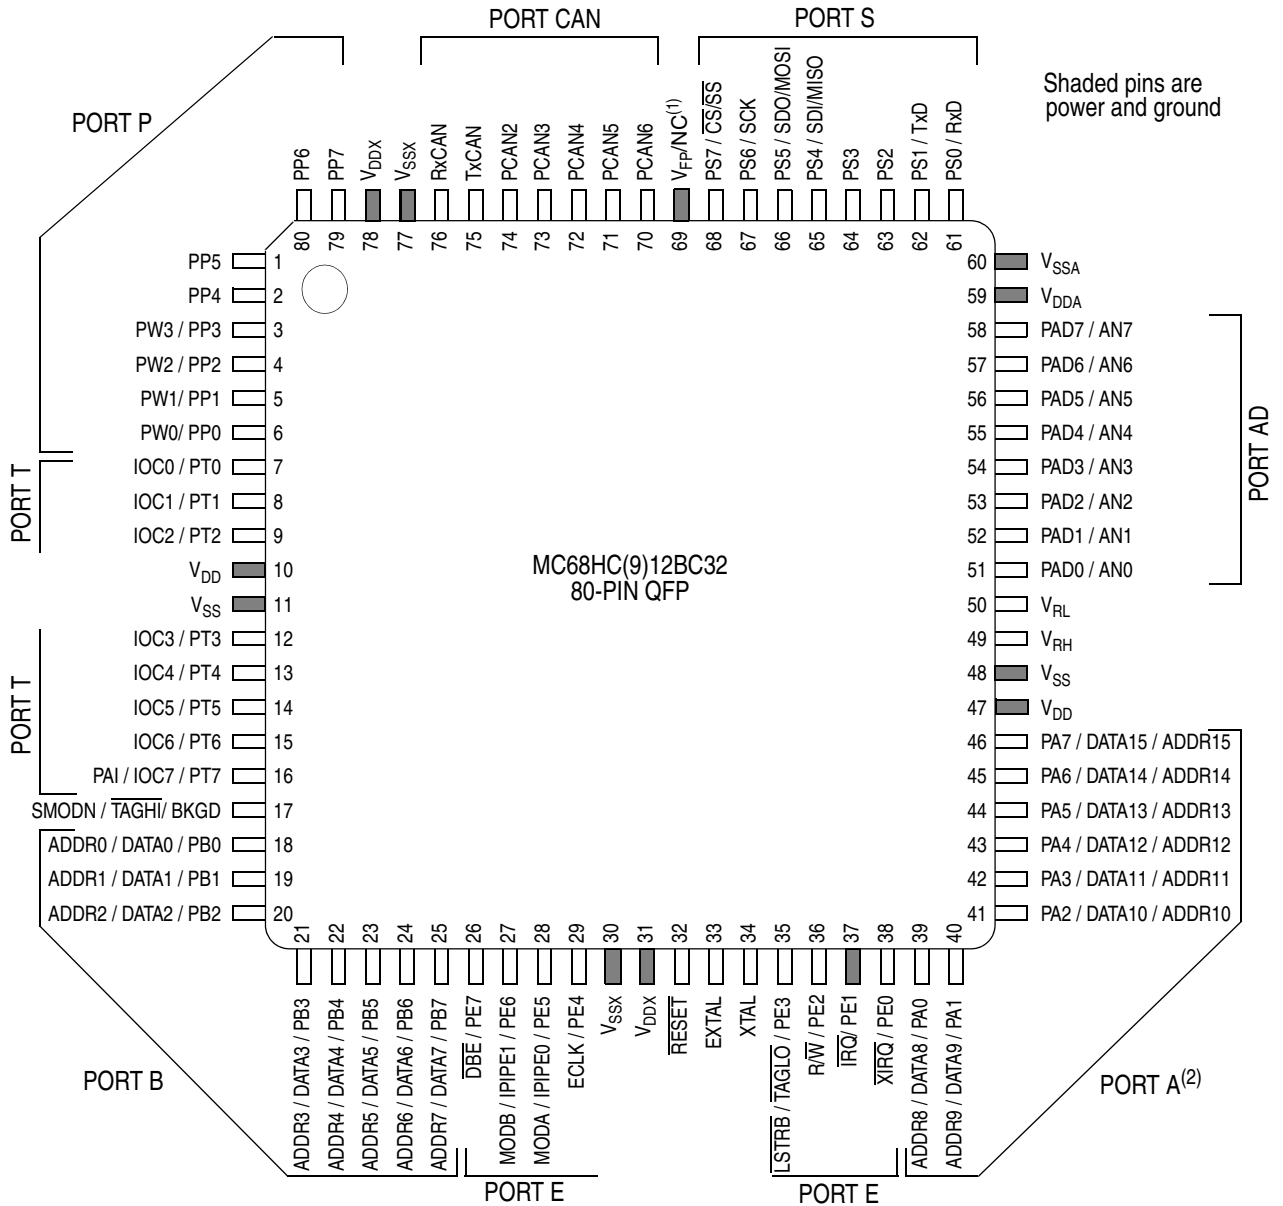 PORT CAN
PORT S
Shaded pins are
power and ground
PORT P
PP6
PP7
VDDX
VSSX
RxCAN
TxCAN
PCAN2
PCAN3
PCAN4
PCAN5
PCAN6
VFP/NC(1)
PS7 / CS/SS
PS6 / SCK
PS5 / SDO/MOSI
PS4 / SDI/MISO
PS3
PS2
PS1 / TxD
PS0 / RxD
80
79
78
77
76
75
74
73
72
71
70
69
68
67
66
65
64
63
62
61
PP5 1
PP4 2
PW3 / PP3 3
PW2 / PP2 4
PW1/ PP1 5
PW0/ PP0 6
PORT T
IOC0 / PT0 7
IOC1 / PT1 8
IOC2 / PT2 9
VDD 10
VSS 11
PORT T
IOC3 / PT3 12
IOC4 / PT4 13
IOC5 / PT5 14
IOC6 / PT6 15
PAI / IOC7 / PT7 16
SMODN / TAGHI/ BKGD 17
ADDR0 / DATA0 / PB0 18
ADDR1 / DATA1 / PB1 19
ADDR2 / DATA2 / PB2 20
MC68HC(9)12BC32
80-PIN QFP
60 VSSA
59 VDDA
58 PAD7 / AN7
57 PAD6 / AN6
56 PAD5 / AN5
55 PAD4 / AN4
54 PAD3 / AN3
53 PAD2 / AN2
52 PAD1 / AN1
51 PAD0 / AN0
PORT AD
50 VRL
49 VRH
48 VSS
47 VDD
46 PA7 / DATA15 / ADDR15
45 PA6 / DATA14 / ADDR14
44 PA5 / DATA13 / ADDR13
43 PA4 / DATA12 / ADDR12
42 PA3 / DATA11 / ADDR11
41 PA2 / DATA10 / ADDR10
21
22
23
24
25
26
27
28
29
30
31
32
33
34
35
36
37
38
39
40
ADDR3 / DATA3 / PB3
ADDR4 / DATA4 / PB4
ADDR5 / DATA5 / PB5
ADDR6 / DATA6 / PB6
ADDR7 / DATA7 / PB7
DBE / PE7
MODB / IPIPE1 / PE6
MODA / IPIPE0 / PE5
ECLK / PE4
VSSX
VDDX
RESET
EXTAL
XTAL
LSTRB / TAGLO / PE3
R/W / PE2
IRQ/ PE1
XIRQ / PE0
ADDR8 / DATA8 / PA0
ADDR9 / DATA9 / PA1
PORT B
PORT A(2)
PORT E
PORT E